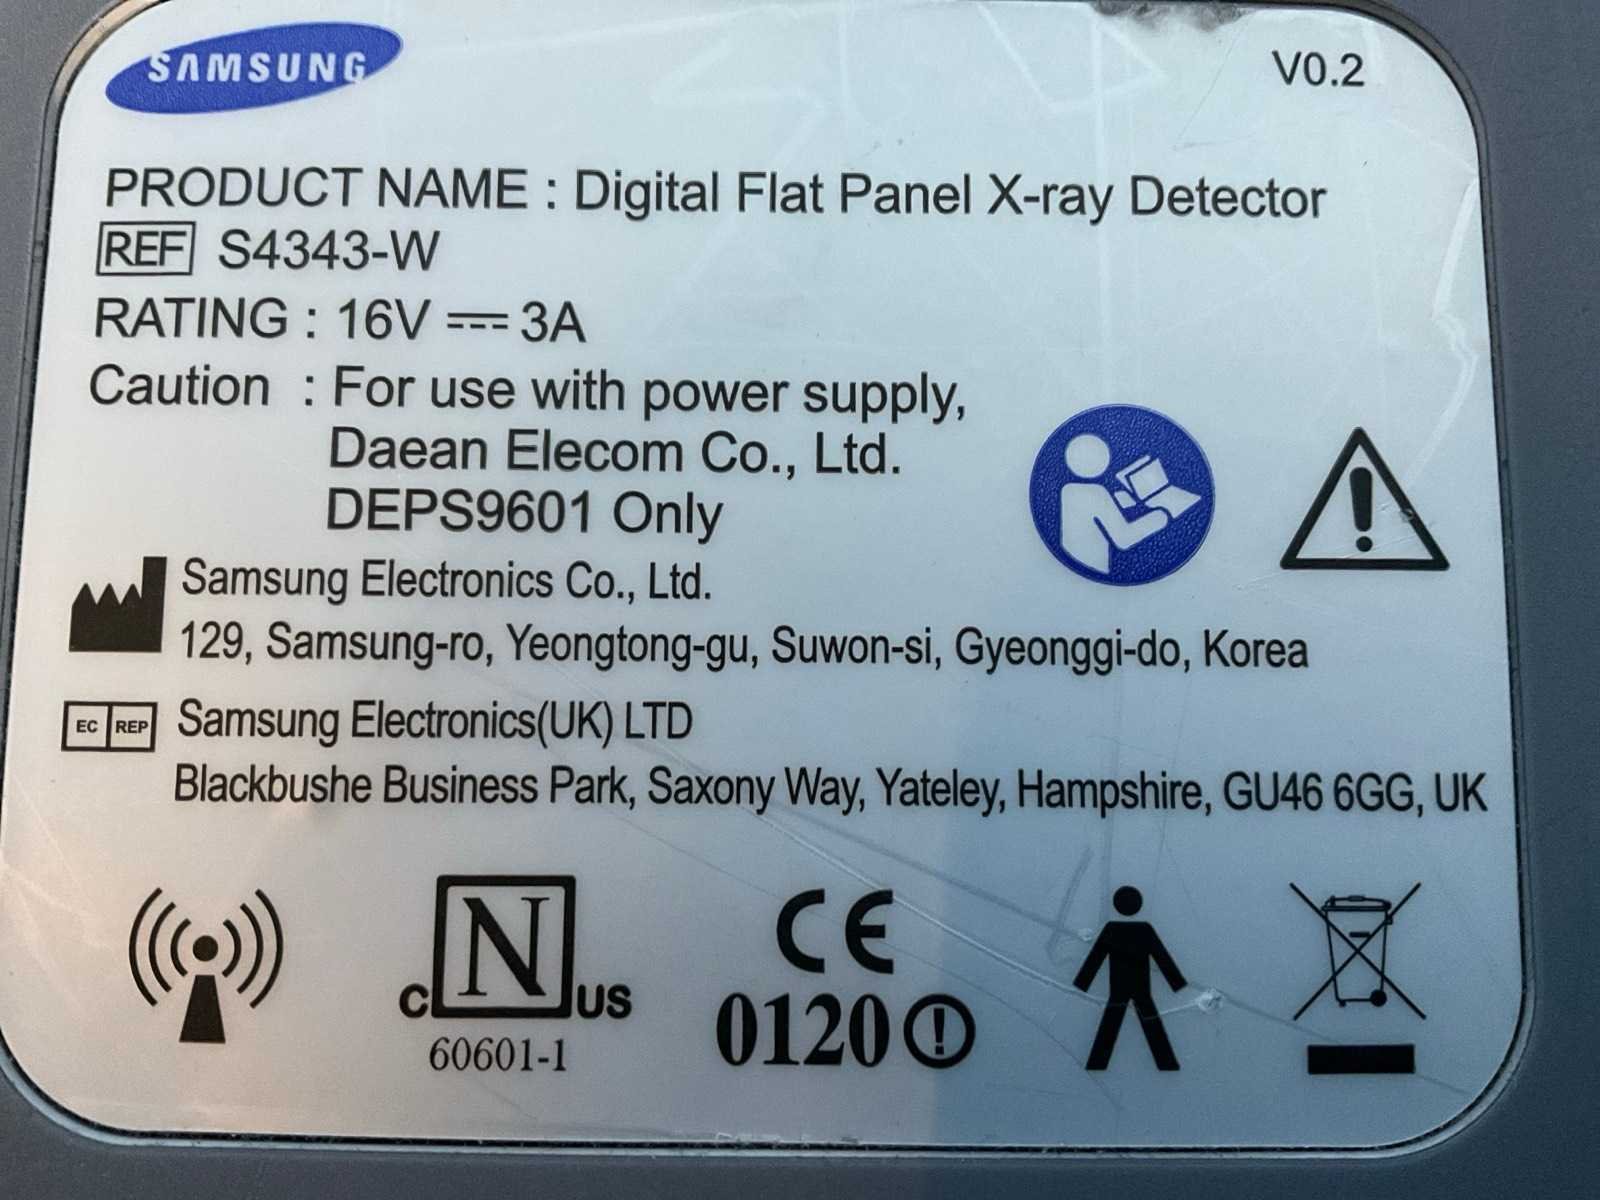 SAMSUNG
V0.2
PRODUCT NAME : Digital Flat Panel X-ray Detector
REF S4343-W
RATING : 16V ⎓ 3A
Caution : For use with power supply,
Daean Elecom Co., Ltd.
DEPS9601 Only
Samsung Electronics Co., Ltd.
129, Samsung-ro, Yeongtong-gu, Suwon-si, Gyeonggi-do, Korea
EC REP Samsung Electronics(UK) LTD
Blackbushe Business Park, Saxony Way, Yateley, Hampshire, GU46 6GG, UK
C N US
60601-1
CE
0120